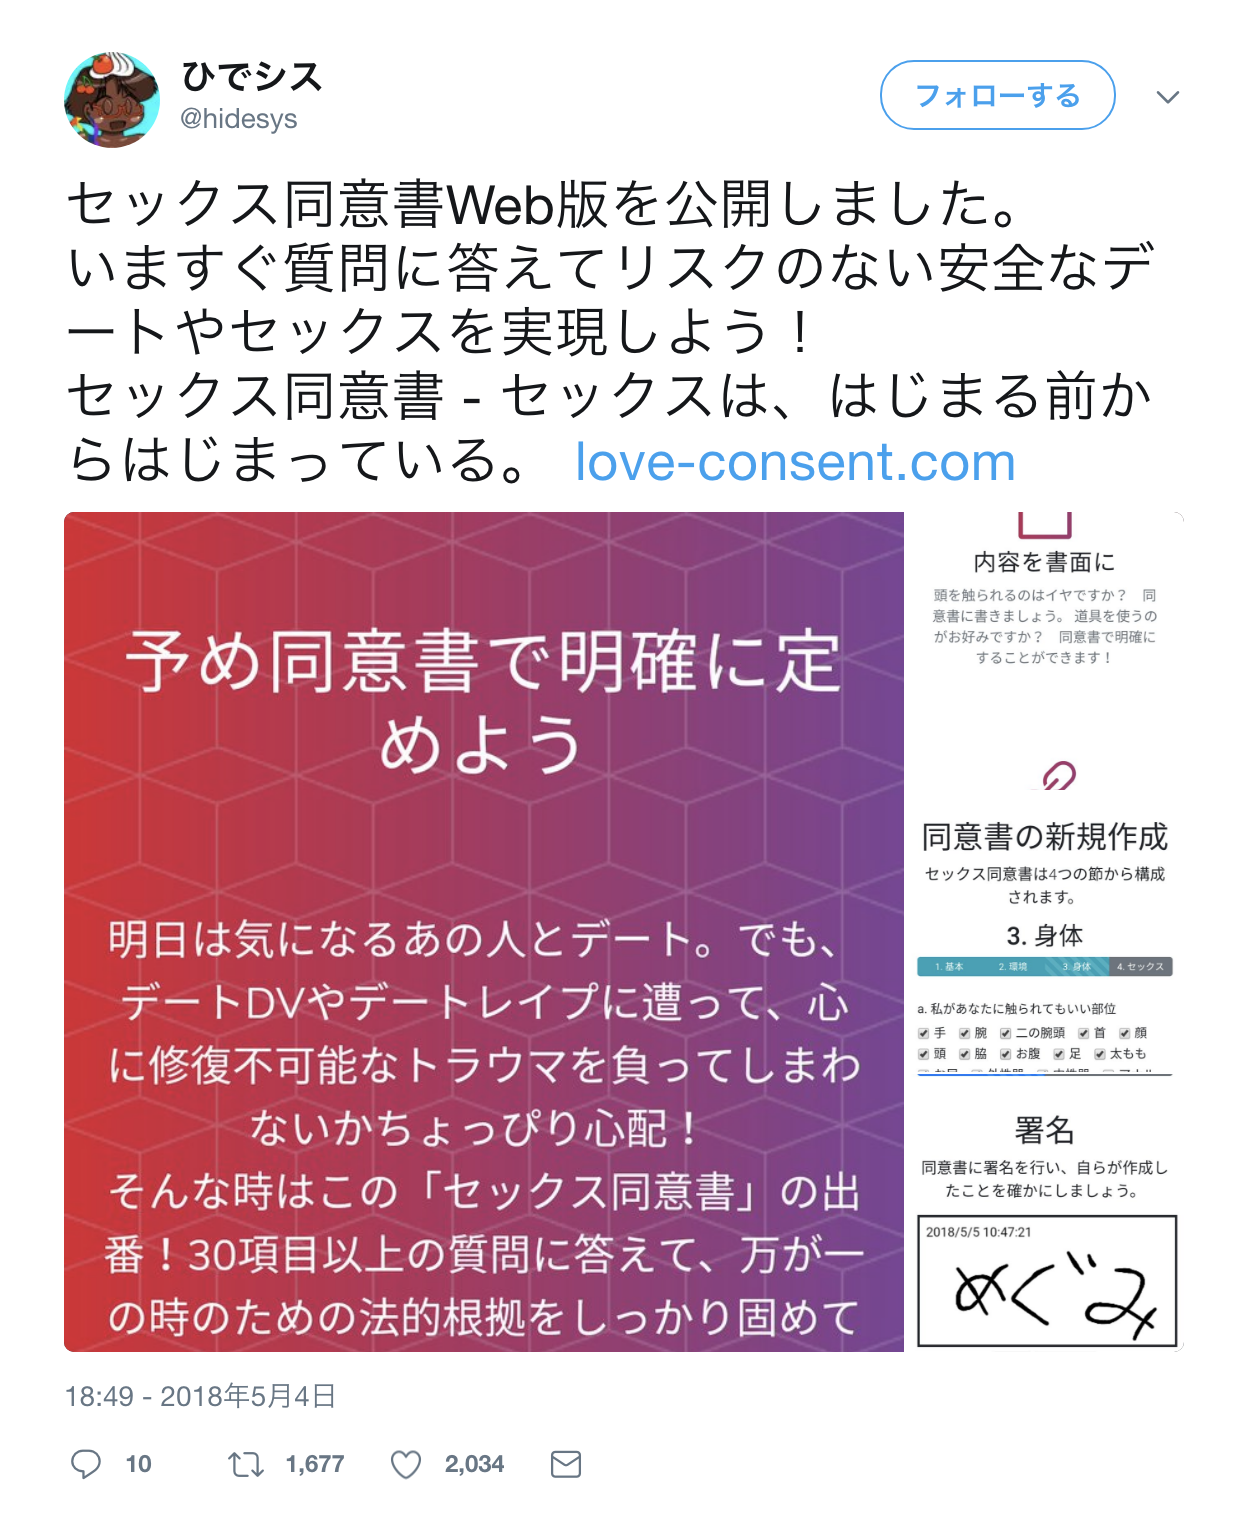 ひでシス
@hidesys
フォローする
セックス同意書Web版を公開しました。
いますぐ質問に答えてリスクのない安全なデ
ートやセックスを実現しよう！
セックス同意書 - セックスは、はじまる前か
らはじまっている。 love-consent.com
予め同意書で明確に定
めよう
明日は気になるあの人とデート。でも、
デートDVやデートレイプに遭って、心
に修復不可能なトラウマを負ってしまわ
ないかちょっぴり心配！
そんな時はこの「セックス同意書」の出
番！30項目以上の質問に答えて、万が一
の時のための法的根拠をしっかり固めて
内容を書面に
頭を触られるのはイヤですか？ 同
意書に書きましょう。 道具を使うの
がお好みですか？ 同意書で明確に
することができます！
同意書の新規作成
セックス同意書は4つの節から構成
されます。
3. 身体
1. 基本 2. 環境 3. 身体 4. セックス
a. 私があなたに触られてもいい部位
手 腕 二の腕頭 首 顔
頭 脇 お腹 足 太もも
署名
同意書に署名を行い、自らが作成し
たことを確かにしましょう。
2018/5/5 10:47:21
めぐみ
18:49 - 2018年5月4日
10 1,677 2,034